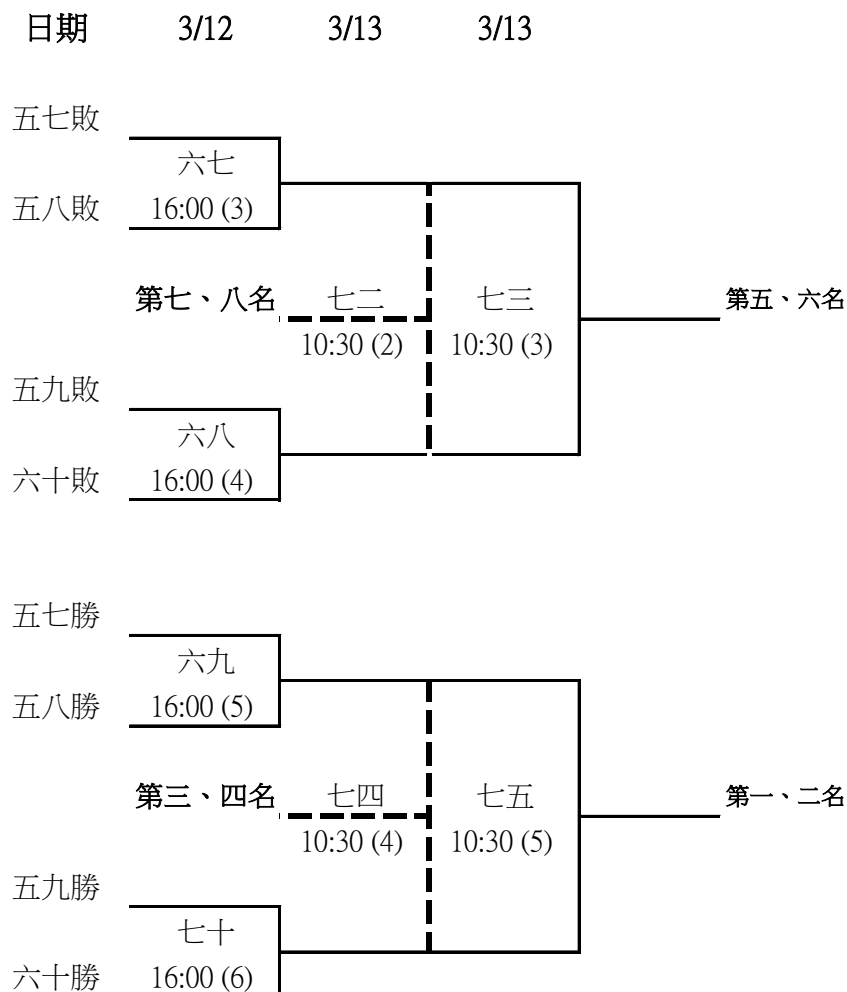 日期 3/12 3/13 3/13
五七敗
六七
五八敗 16:00 (3)
第七、八名 七二 七三 第五、六名
10:30 (2) 10:30 (3)
五九敗
六八
六十敗 16:00 (4)
五七勝
六九
五八勝 16:00 (5)
第三、四名 七四 七五 第一、二名
10:30 (4) 10:30 (5)
五九勝
七十
六十勝 16:00 (6)